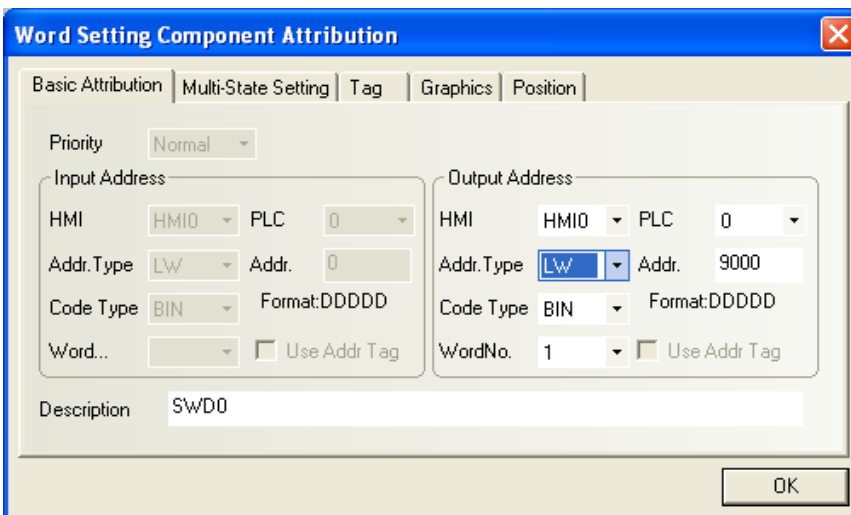 Word Setting Component Attribution
Basic Attribution Multi-State Setting Tag Graphics Position
Priority Normal
Input Address Output Address
HMI HMI0 PLC 0 HMI HMI0 PLC 0
Addr.Type LW Addr. 0 Addr.Type LW Addr. 9000
Code Type BIN Format:DDDDD Code Type BIN Format:DDDDD
Word... Use Addr Tag WordNo. 1 Use Addr Tag
Description SWD0
OK